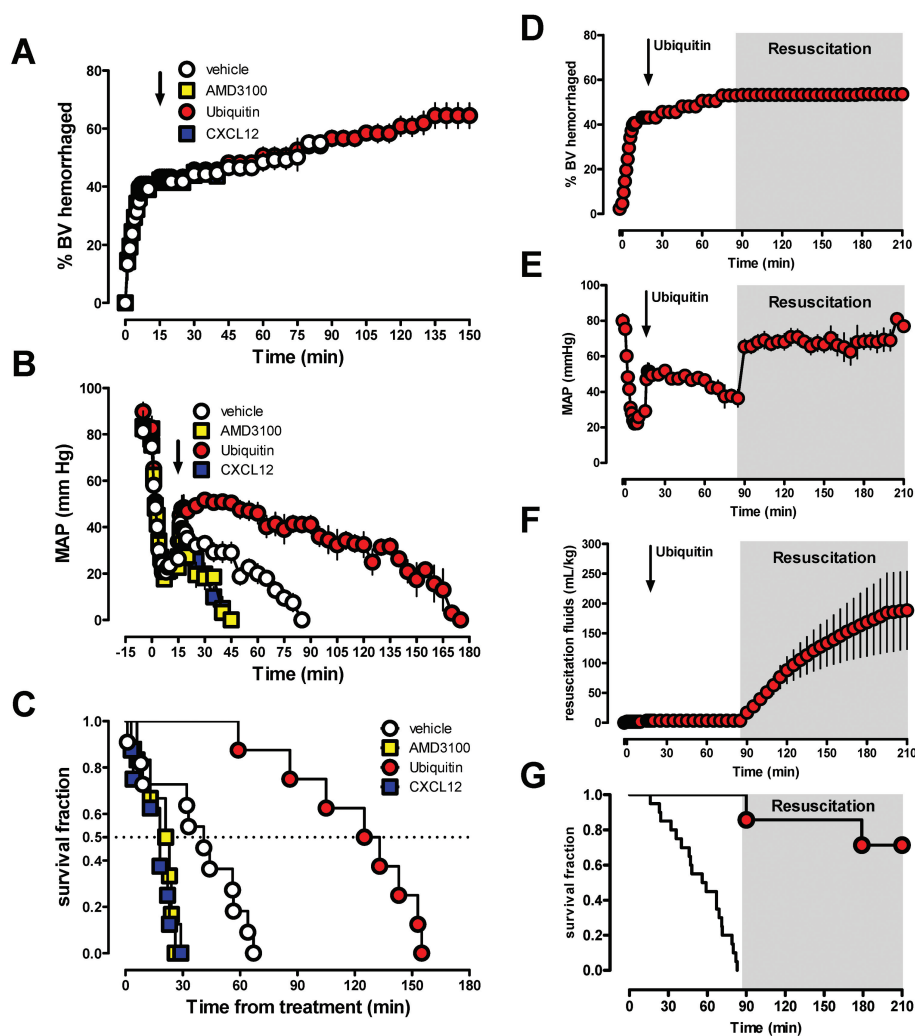 A
vehicle
AMD3100
Ubiquitin
CXCL12
80
60
40
20
0
% BV hemorrhaged
0 15 30 45 60 75 90 105 120 135 150
Time (min)
B
vehicle
AMD3100
Ubiquitin
CXCL12
100
80
60
40
20
0
MAP (mm Hg)
-15 0 15 30 45 60 75 90 105 120 135 150 165 180
Time (min)
C
vehicle
AMD3100
Ubiquitin
CXCL12
1.0
0.8
0.6
0.5
0.4
0.2
0.0
survival fraction
0 30 60 90 120 150 180
Time from treatment (min)
D
Ubiquitin
Resuscitation
80
60
40
20
0
% BV hemorrhaged
0 30 60 90 120 150 180 210
Time (min)
E
Ubiquitin
Resuscitation
100
80
60
40
20
0
MAP (mmHg)
0 30 60 90 120 150 180 210
Time (min)
F
Ubiquitin
Resuscitation
300
250
200
150
100
50
0
resuscitation fluids (mL/kg)
0 30 60 90 120 150 180 210
Time (min)
G
Resuscitation
1.0
0.8
0.6
0.4
0.2
0.0
survival fraction
0 30 60 90 120 150 180 210
Time (min)